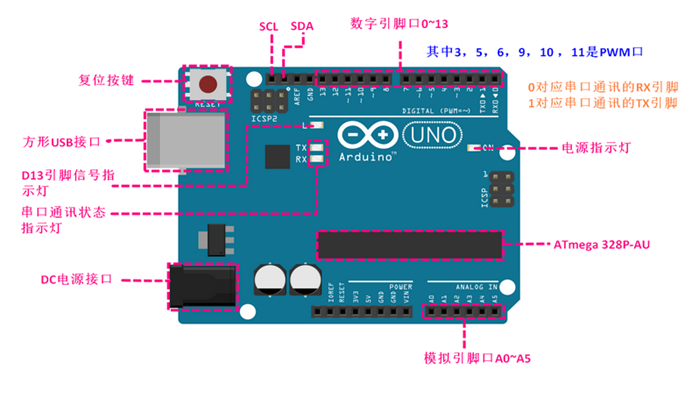 SCL
SDA
数字引脚口0~13
其中3，5，6，9，10 ，11是PWM口
0对应串口通讯的RX引脚
1对应串口通讯的TX引脚
复位按键
RESET
ICSP2
AREF
GND
13
12
~11
~10
~9
8
7
~6
~5
4
~3
2
TXD▶1
RXD◀0
DIGITAL (PWM=~)
方形USB接口
L
TX
RX
UNO
Arduino™
ON
电源指示灯
D13引脚信号指
示灯
1
ICSP
串口通讯状态
指示灯
ATmega 328P-AU
DC电源接口
IOREF
RESET
3V3
5V
GND
GND
VIN
POWER
ANALOG IN
A0
A1
A2
A3
A4
A5
模拟引脚口A0~A5